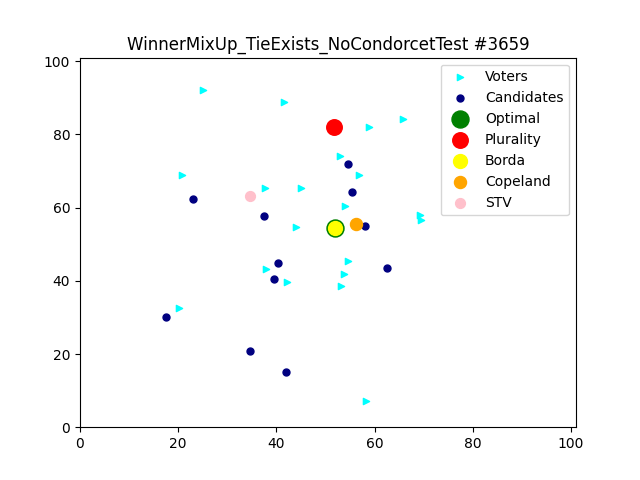 WinnerMixUp_TieExists_NoCondorcetTest #3659
100
80
60
40
20
0
0 20 40 60 80 100
Voters
Candidates
Optimal
Plurality
Borda
Copeland
STV